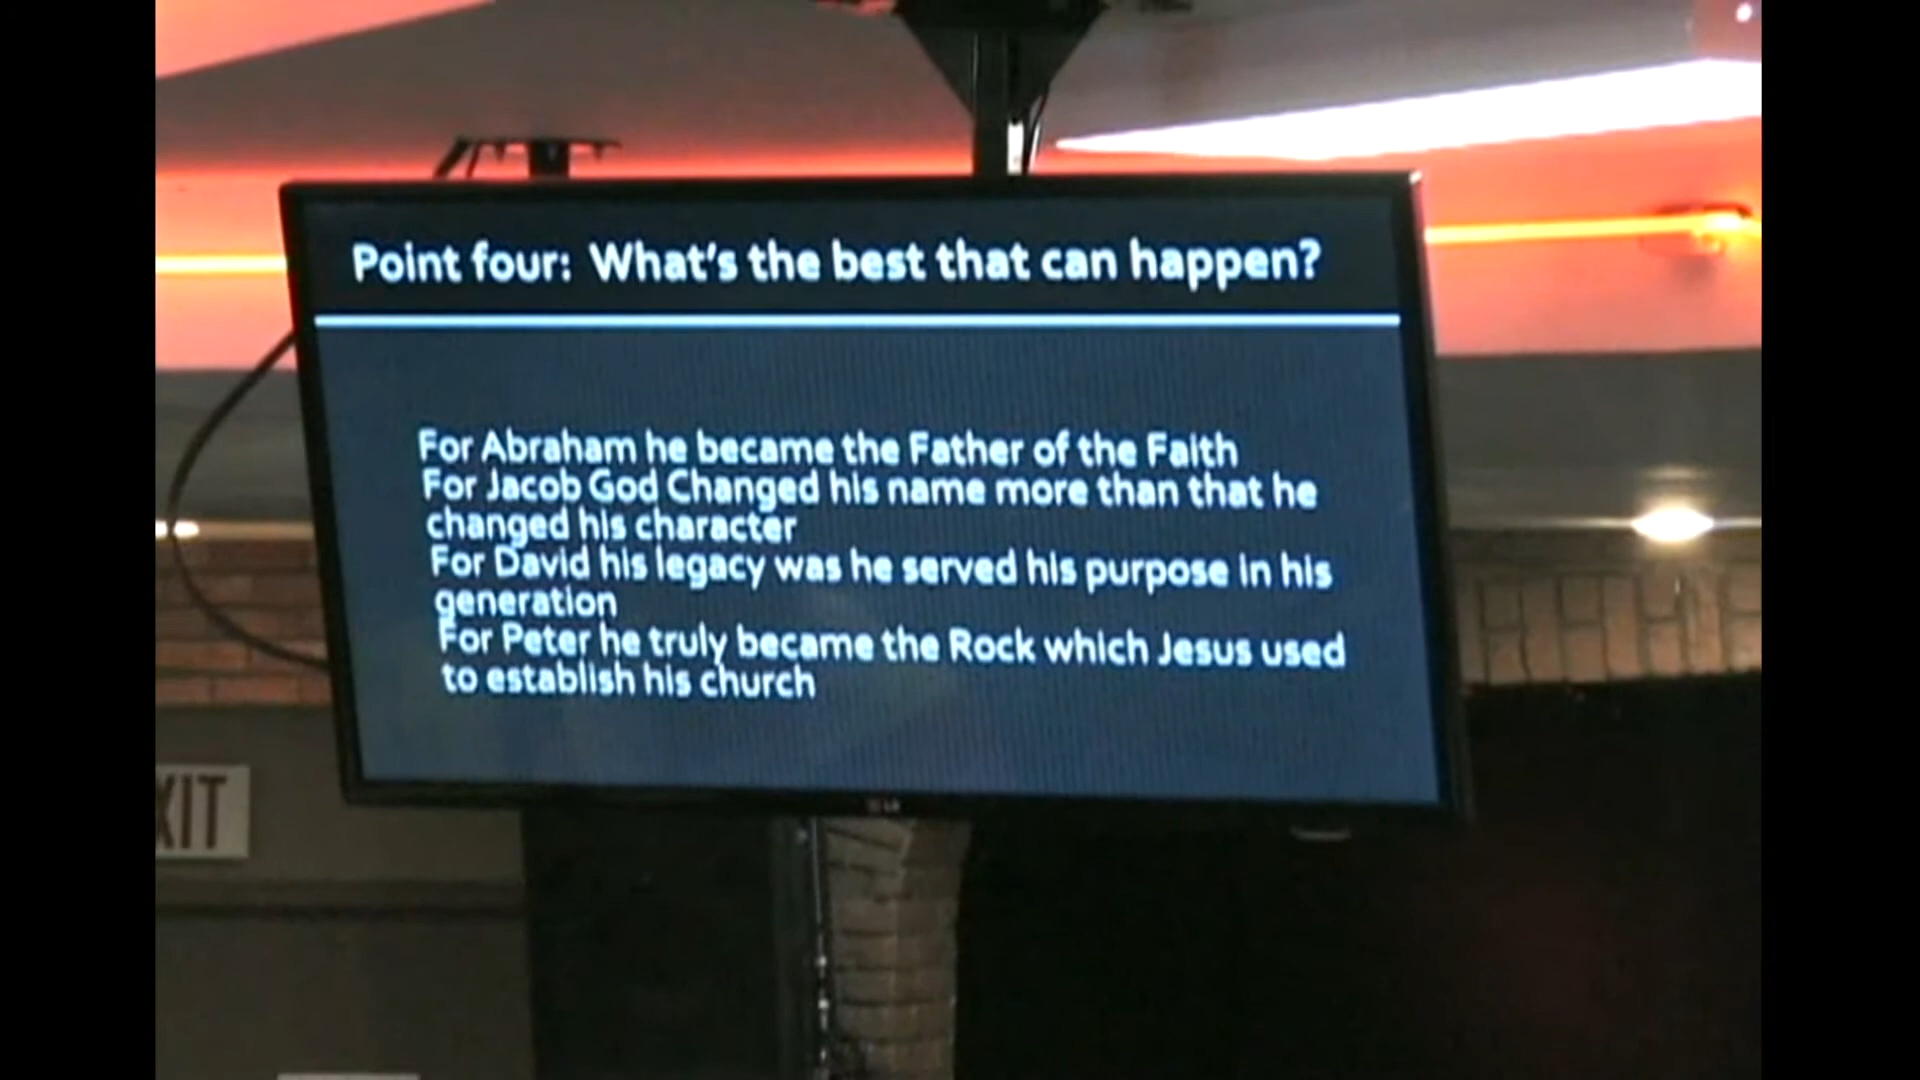 Point four: What's the best that can happen?
For Abraham he became the Father of the Faith
For Jacob God Changed his name more than that he
changed his character
For David his legacy was he served his purpose in his
generation
For Peter he truly became the Rock which Jesus used
to establish his church
XIT